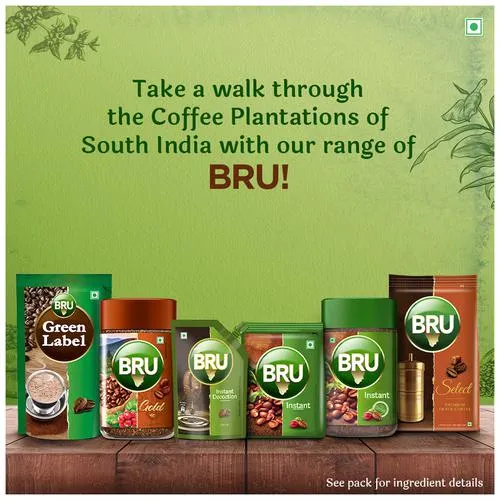 Take a walk through
the Coffee Plantations of
South India with our range of
BRU!
BRU
Green
Label
BRU
Gold
BRU
Instant
Decoction
BRU
Instant
BRU
Instant
BRU
Select
See pack for ingredient details